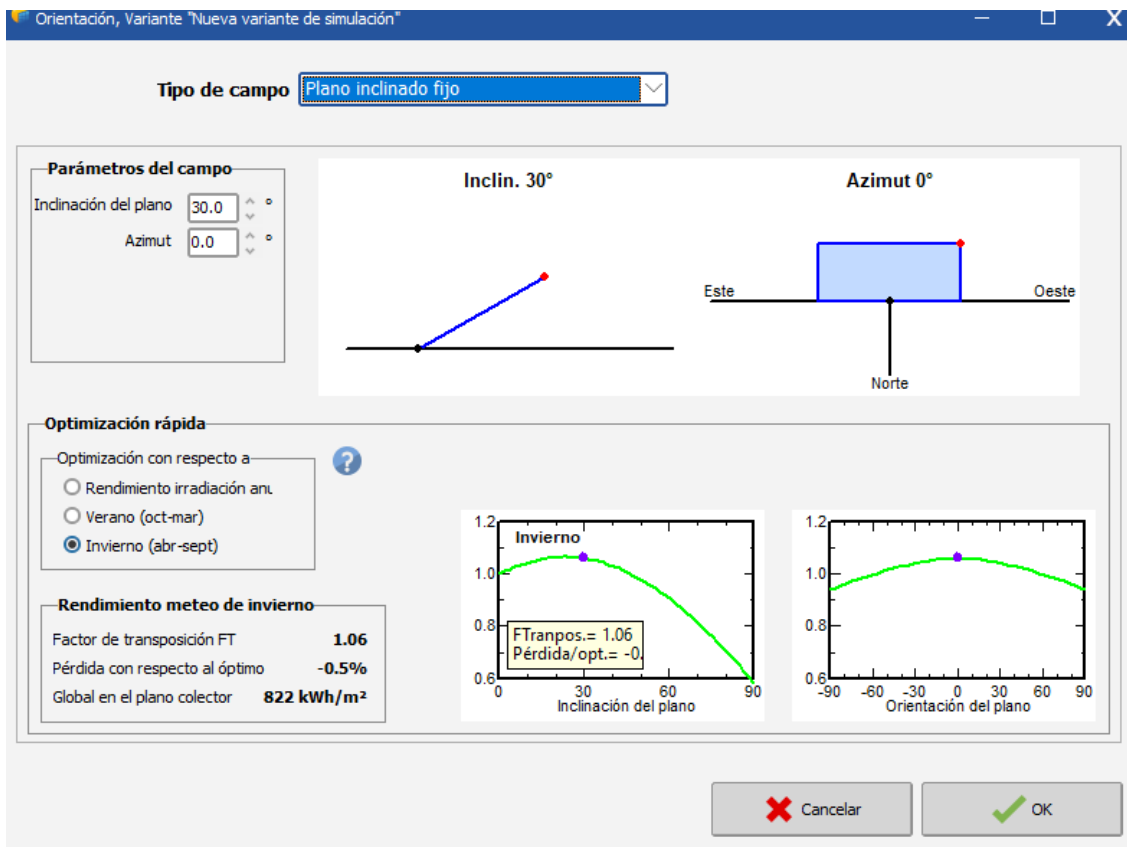 Orientación, Variante "Nueva variante de simulación"
Tipo de campo Plano inclinado fijo
Parámetros del campo
Inclinación del plano 30.0 °
Azimut 0.0 °
Inclin. 30°
Azimut 0°
Este
Oeste
Norte
Optimización rápida
Optimización con respecto a
?
Rendimiento irradiación anu
Verano (oct-mar)
Invierno (abr-sept)
Rendimiento meteo de invierno
Factor de transposición FT 1.06
Pérdida con respecto al óptimo -0.5%
Global en el plano colector 822 kWh/m²
1.2
Invierno
1.0
0.8
FTranpos.= 1.06
Pérdida/opt.= -0.
0.6
0 30 60 90
Inclinación del plano
1.2
1.0
0.8
0.6
-90 -60 -30 0 30 60 90
Orientación del plano
Cancelar
OK